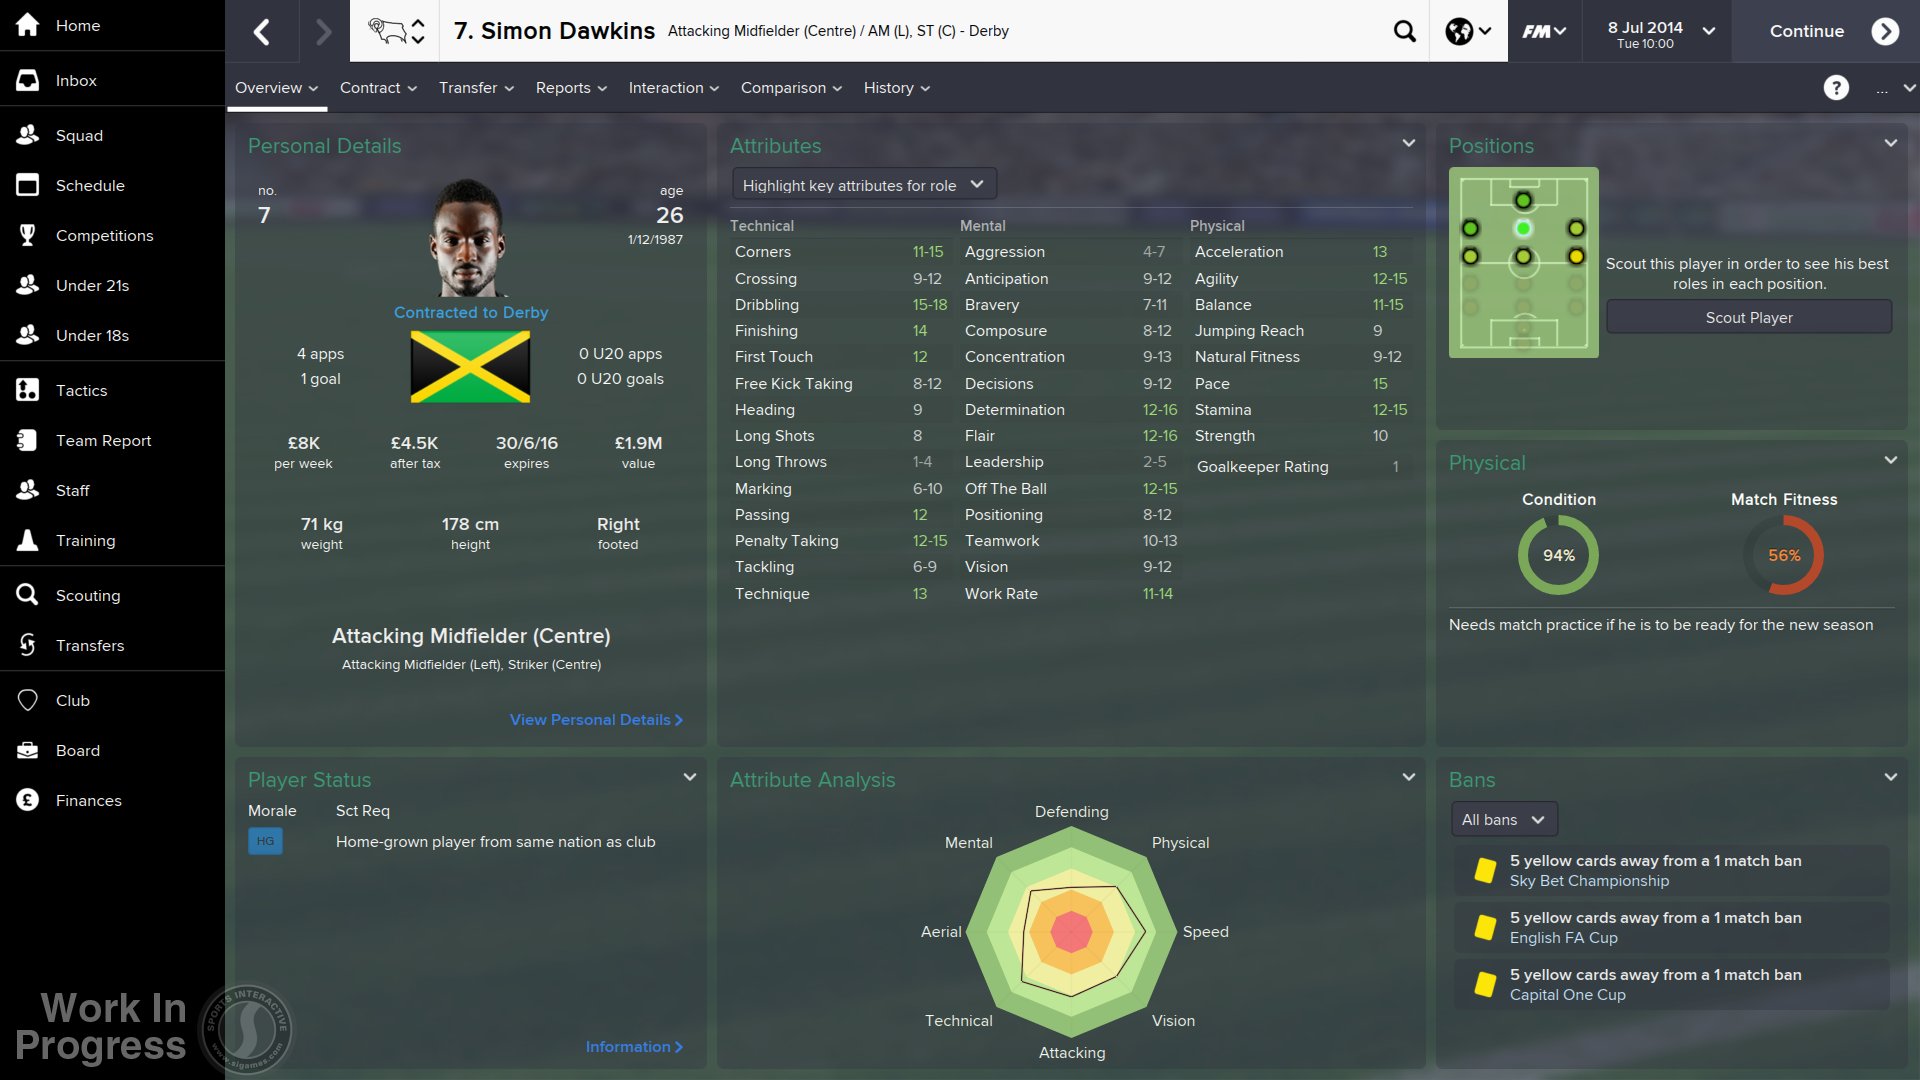 Home
Inbox
Squad
Schedule
Competitions
Under 21s
Under 18s
Tactics
Team Report
Staff
Training
Scouting
Transfers
Club
Board
Finances
Work In
Progress
SPORTS INTERACTIVE
www.sigames.com
7. Simon Dawkins Attacking Midfielder (Centre) / AM (L), ST (C) - Derby
FM
8 Jul 2014
Tue 10:00
Continue
Overview Contract Transfer Reports Interaction Comparison History
? ...
Personal Details
no.
7
age
26
1/12/1987
Contracted to Derby
4 apps
1 goal
0 U20 apps
0 U20 goals
£8K £4.5K 30/6/16 £1.9M
per week after tax expires value
71 kg 178 cm Right
weight height footed
Attacking Midfielder (Centre)
Attacking Midfielder (Left), Striker (Centre)
View Personal Details
Attributes
Highlight key attributes for role
Technical Mental Physical
Corners 11-15 Aggression 4-7 Acceleration 13
Crossing 9-12 Anticipation 9-12 Agility 12-15
Dribbling 15-18 Bravery 7-11 Balance 11-15
Finishing 14 Composure 8-12 Jumping Reach 9
First Touch 12 Concentration 9-13 Natural Fitness 9-12
Free Kick Taking 8-12 Decisions 9-12 Pace 15
Heading 9 Determination 12-16 Stamina 12-15
Long Shots 8 Flair 12-16 Strength 10
Long Throws 1-4 Leadership 2-5 Goalkeeper Rating 1
Marking 6-10 Off The Ball 12-15
Passing 12 Positioning 8-12
Penalty Taking 12-15 Teamwork 10-13
Tackling 6-9 Vision 9-12
Technique 13 Work Rate 11-14
Positions
Scout this player in order to see his best
roles in each position.
Scout Player
Physical
Condition Match Fitness
94% 56%
Needs match practice if he is to be ready for the new season
Player Status
Morale Sct Req
HG Home-grown player from same nation as club
Information
Attribute Analysis
Defending
Mental Physical
Aerial Speed
Technical Vision
Attacking
Bans
All bans
5 yellow cards away from a 1 match ban
Sky Bet Championship
5 yellow cards away from a 1 match ban
English FA Cup
5 yellow cards away from a 1 match ban
Capital One Cup